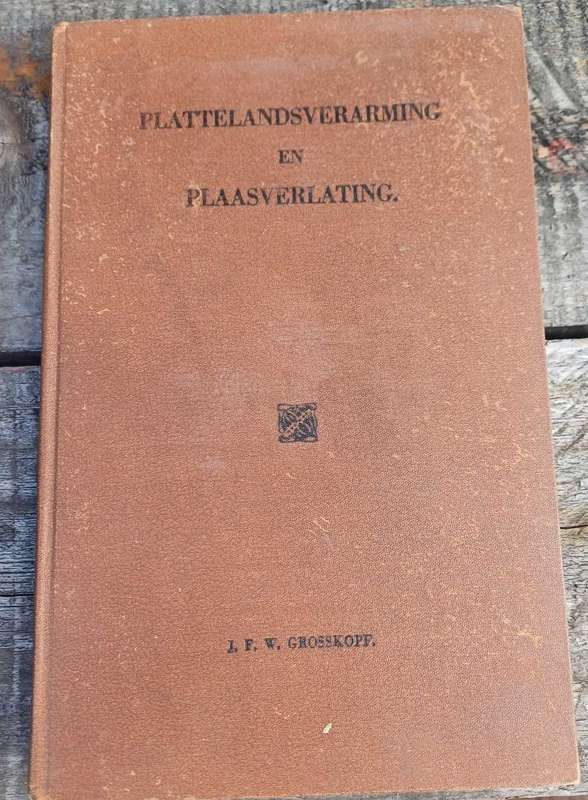 PLATTELANDSVERARMING
EN
PLAASVERLATING.
J. F. W. GROSSKOPF.